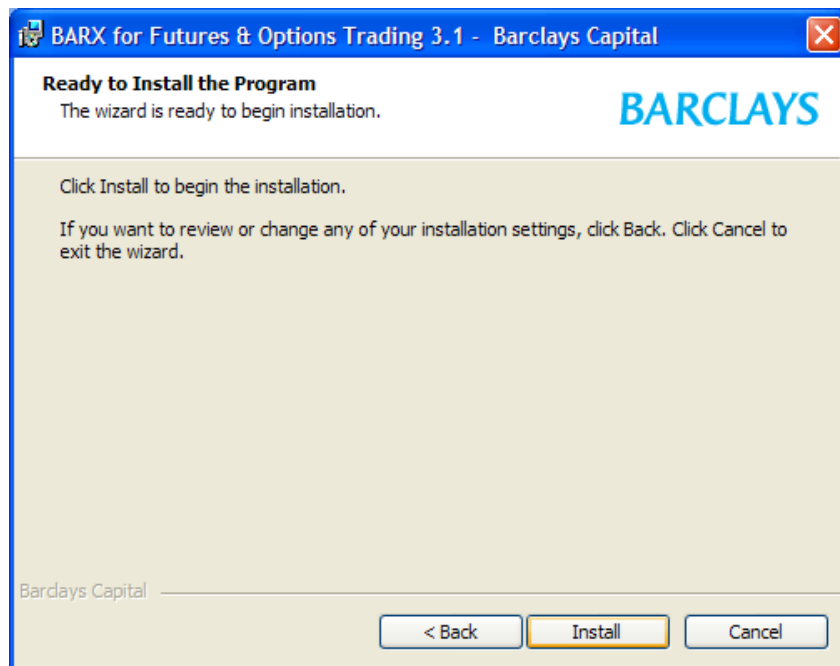 BARX for Futures & Options Trading 3.1 - Barclays Capital
Ready to Install the Program
The wizard is ready to begin installation.
BARCLAYS
Click Install to begin the installation.
If you want to review or change any of your installation settings, click Back. Click Cancel to
exit the wizard.
Barclays Capital
< Back
Install
Cancel